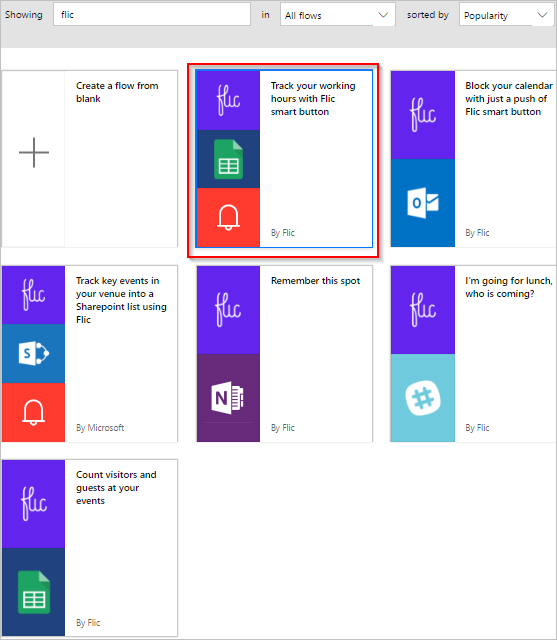 Showing flic in All flows sorted by Popularity
Create a flow from
blank
flic
Track your working
hours with Flic
smart button
By Flic
flic
Block your calendar
with just a push of
Flic smart button
O
By Flic
flic
Track key events in
your venue into a
Sharepoint list using
Flic
S
By Microsoft
flic
Remember this spot
N
By Flic
flic
I'm going for lunch,
who is coming?
#
By Flic
flic
Count visitors and
guests at your
events
By Flic